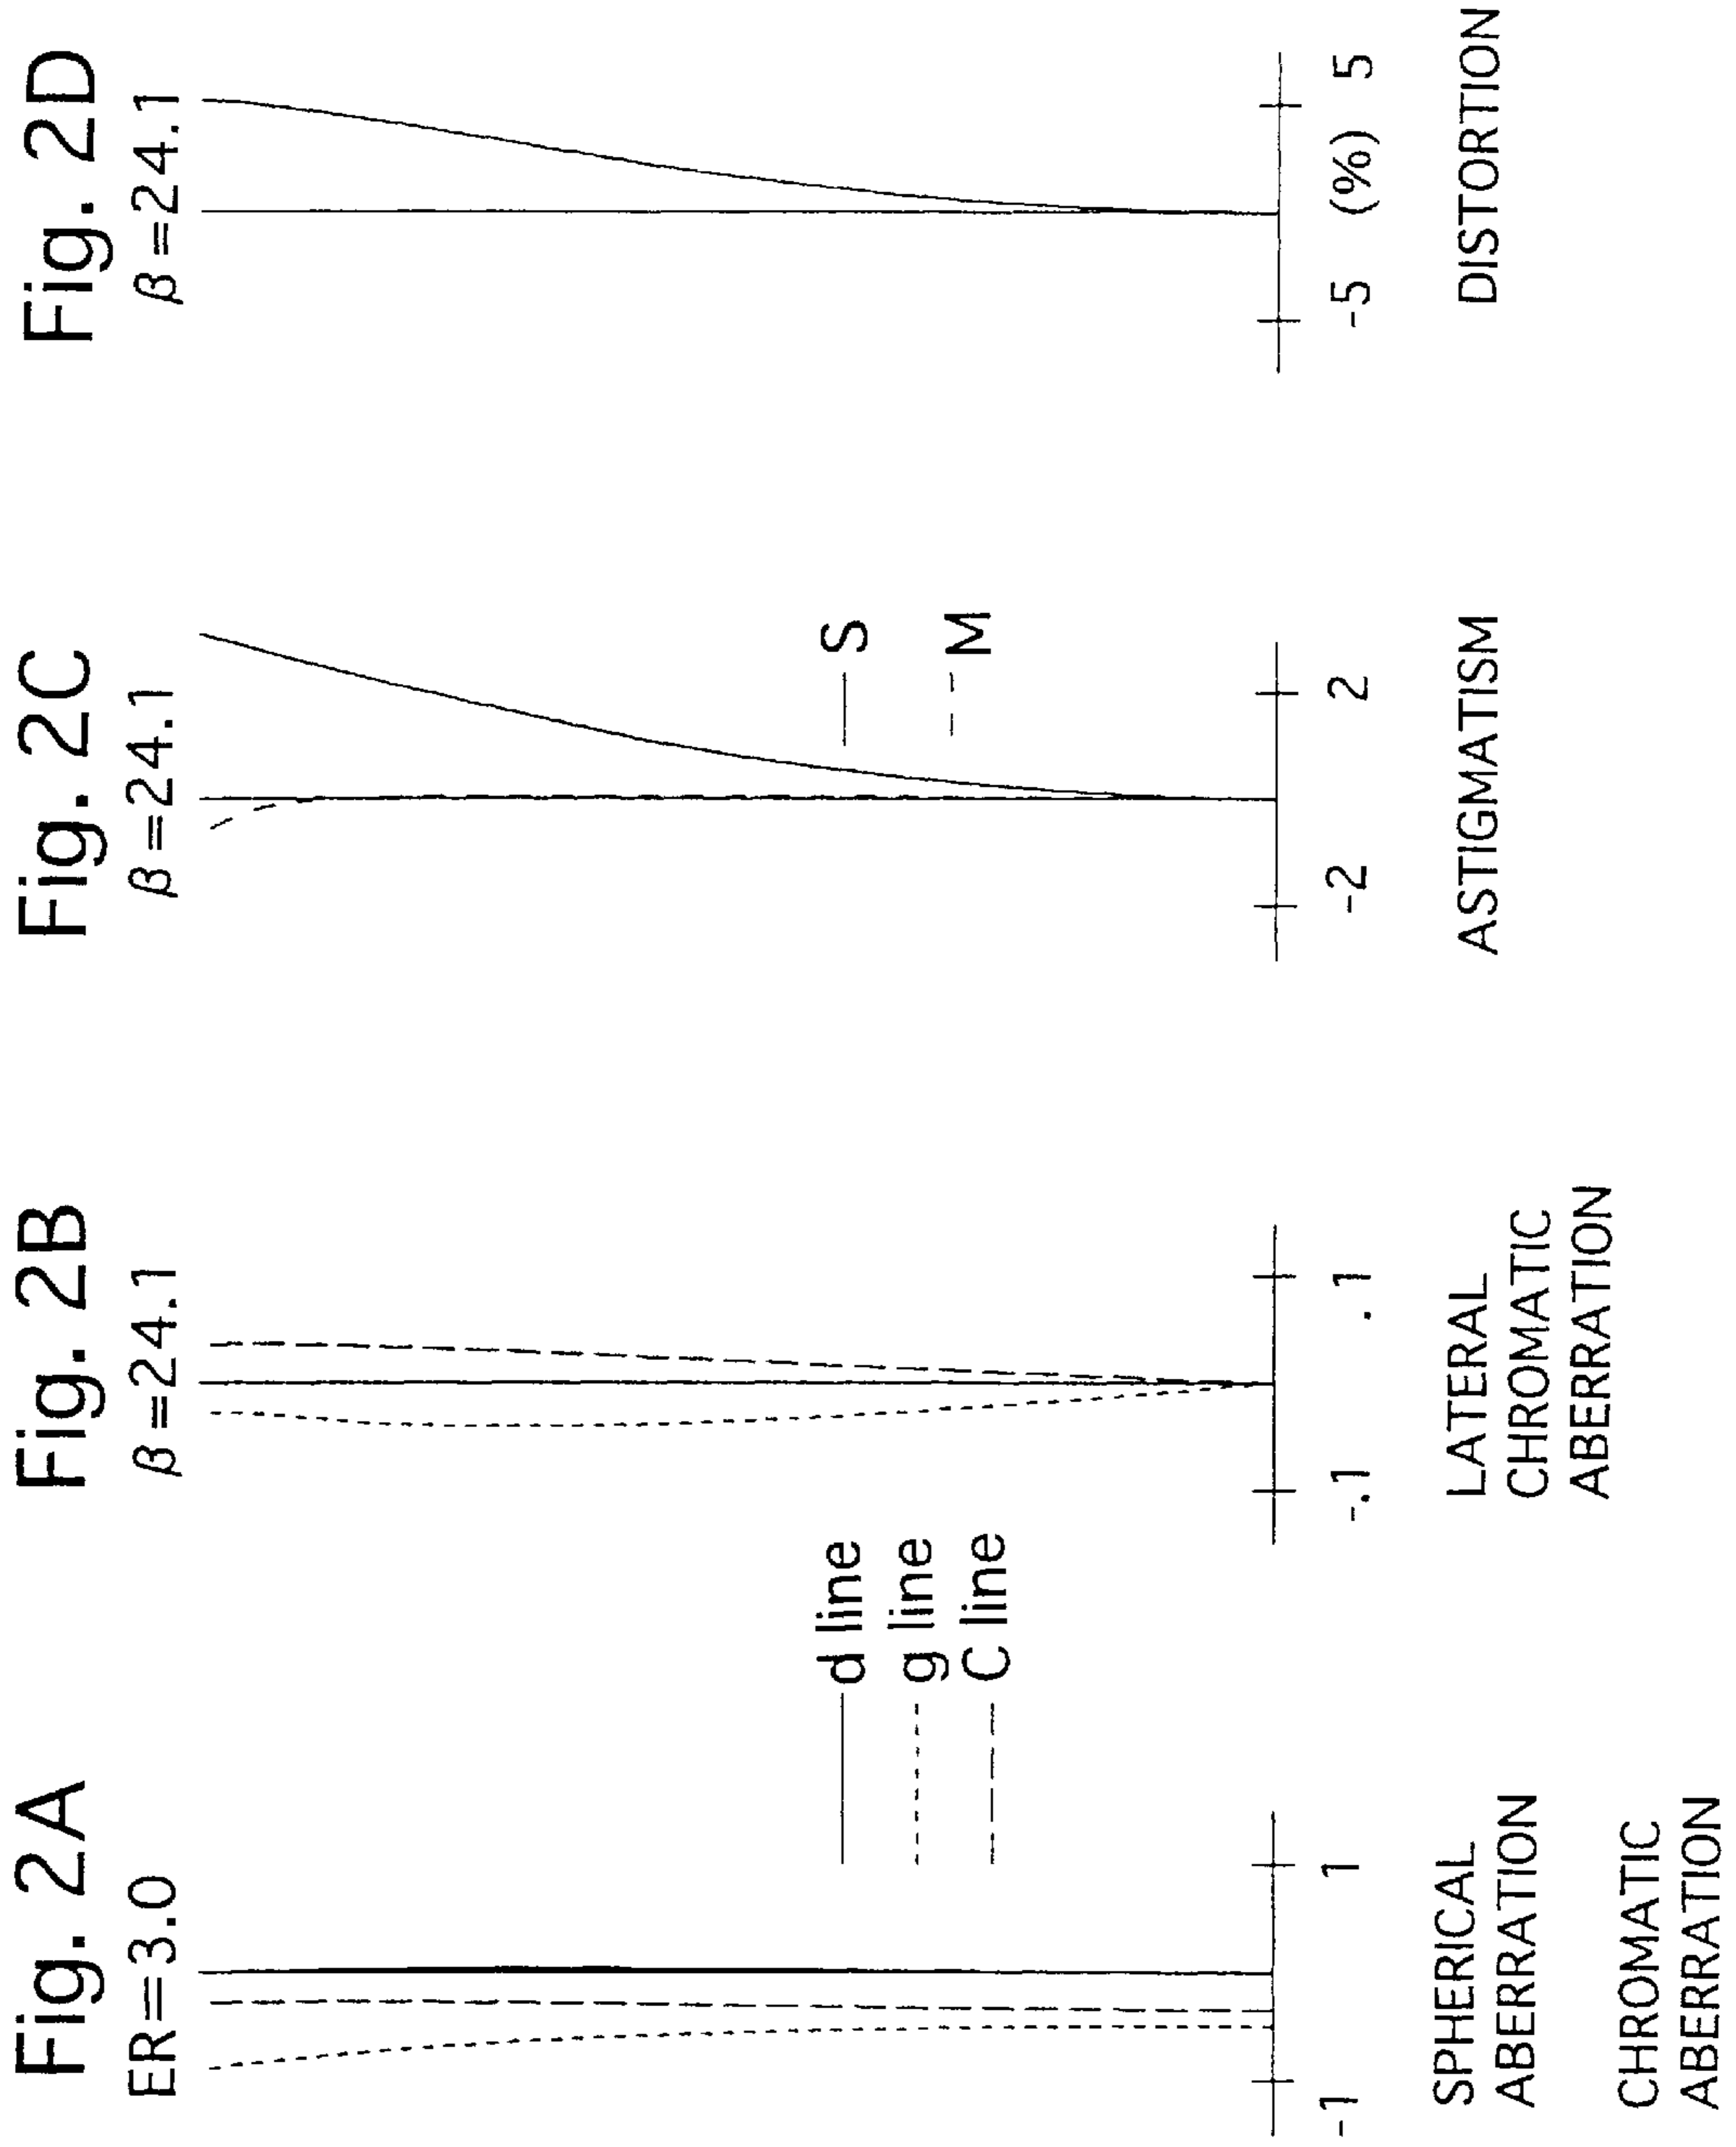 Fig. 2A
ER=3.0
-1
1
SPHERICAL
ABERRATION
CHROMATIC
ABERRATION
d line
g line
C line
Fig. 2B
β=24.1
-.1
.1
LATERAL
CHROMATIC
ABERRATION
Fig. 2C
β=24.1
S
M
-2
2
ASTIGMATISM
Fig. 2D
β=24.1
-5 (%) 5
DISTORTION